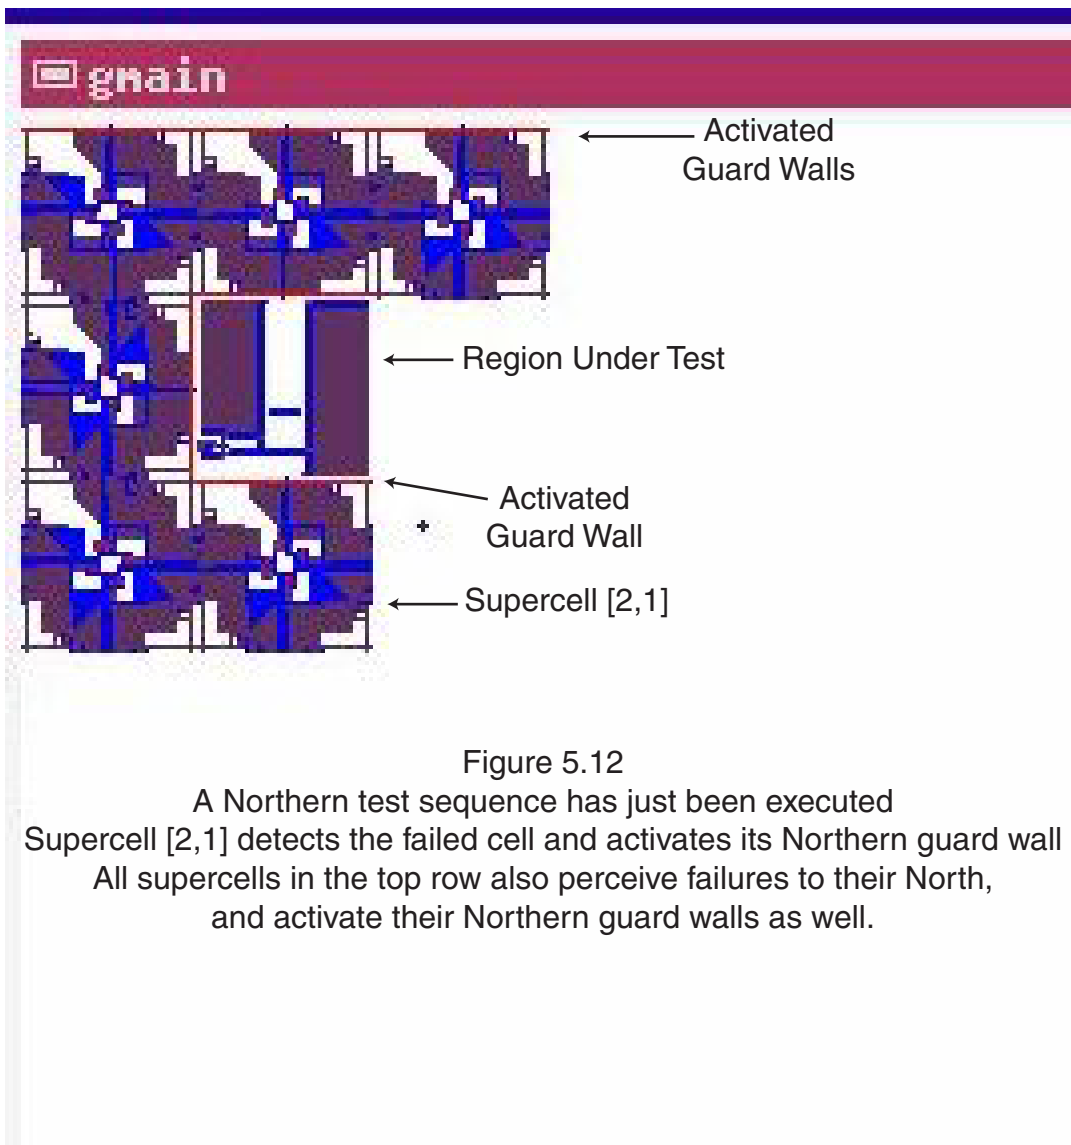 gmain
Activated
Guard Walls
Region Under Test
Activated
Guard Wall
Supercell [2,1]
Figure 5.12
A Northern test sequence has just been executed
Supercell [2,1] detects the failed cell and activates its Northern guard wall
All supercells in the top row also perceive failures to their North,
and activate their Northern guard walls as well.